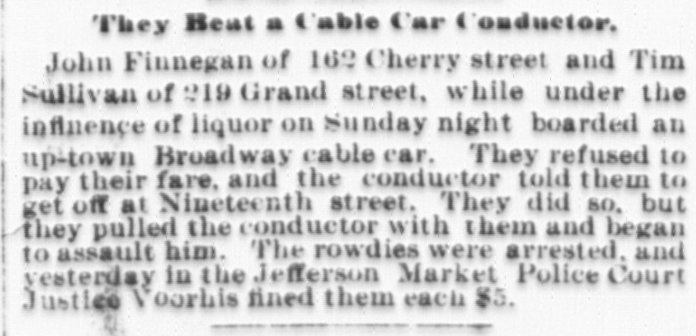 They Beat a Cable Car Conductor.
John Finnegan of 162 Cherry street and Tim
Sullivan of 219 Grand street, while under the
influence of liquor on Sunday night boarded an
up-town Broadway cable car. They refused to
pay their fare, and the conductor told them to
get off at Nineteenth street. They did so, but
they pulled the conductor with them and began
to assault him. The rowdies were arrested, and
yesterday in the Jefferson Market Police Court
Justice Voorhis fined them each $5.